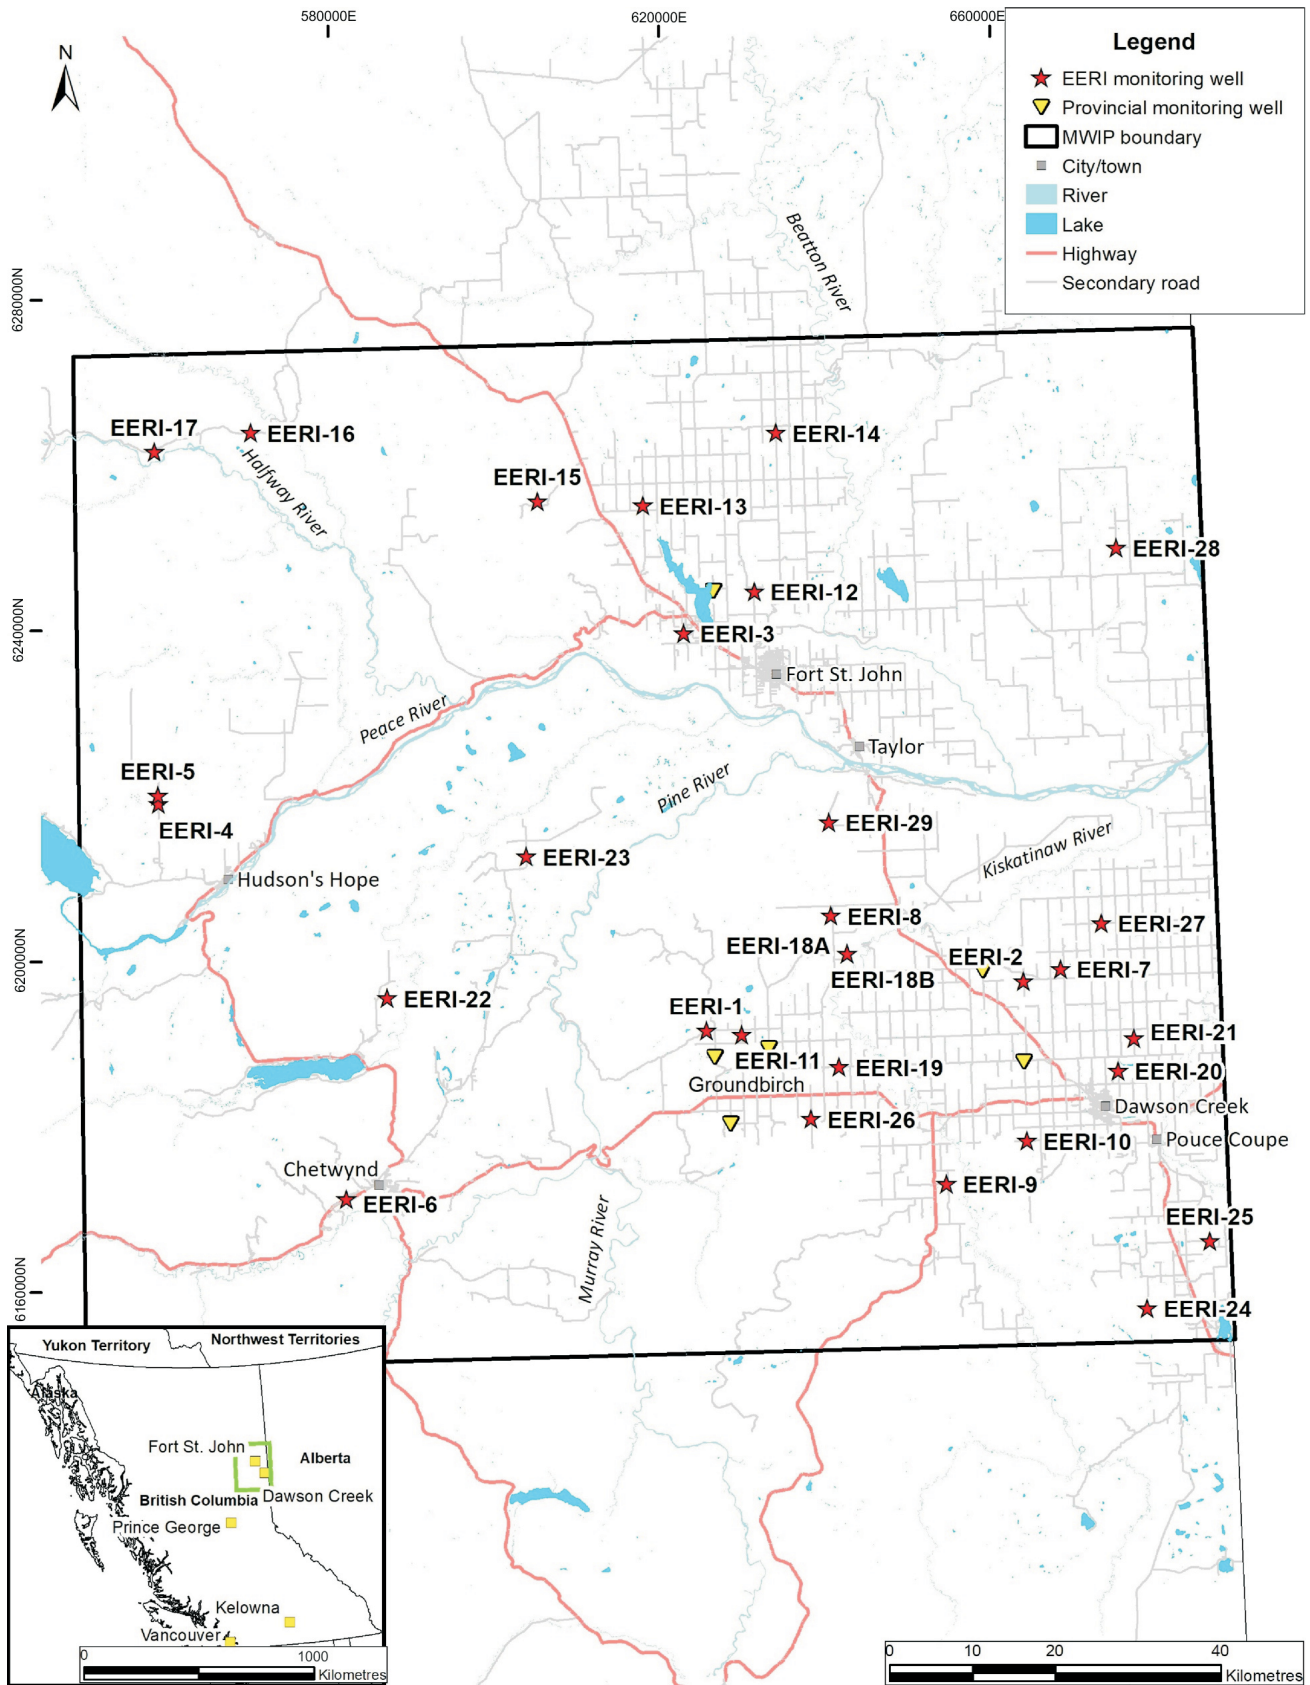 580000E
620000E
660000E
N
Legend
EERI monitoring well
Provincial monitoring well
MWIP boundary
City/town
River
Lake
Highway
Secondary road
Beatton River
6280000N
EERI-17
EERI-16
EERI-14
Halfway River
EERI-15
EERI-13
EERI-28
EERI-12
6240000N
EERI-3
Fort St. John
Peace River
Taylor
EERI-5
Pine River
EERI-4
EERI-29
Kiskatinaw River
EERI-23
Hudson's Hope
EERI-8
EERI-27
EERI-18A
EERI-2
6200000N
EERI-7
EERI-18B
EERI-22
EERI-1
EERI-21
EERI-11
EERI-19
EERI-20
Groundbirch
Dawson Creek
EERI-26
EERI-10
Pouce Coupe
Chetwynd
EERI-9
EERI-6
EERI-25
Murray River
6160000N
EERI-24
Yukon Territory
Northwest Territories
Alaska
Fort St. John
Alberta
British Columbia
Dawson Creek
Prince George
Kelowna
Vancouver
0 1000
Kilometres
0 10 20 40
Kilometres